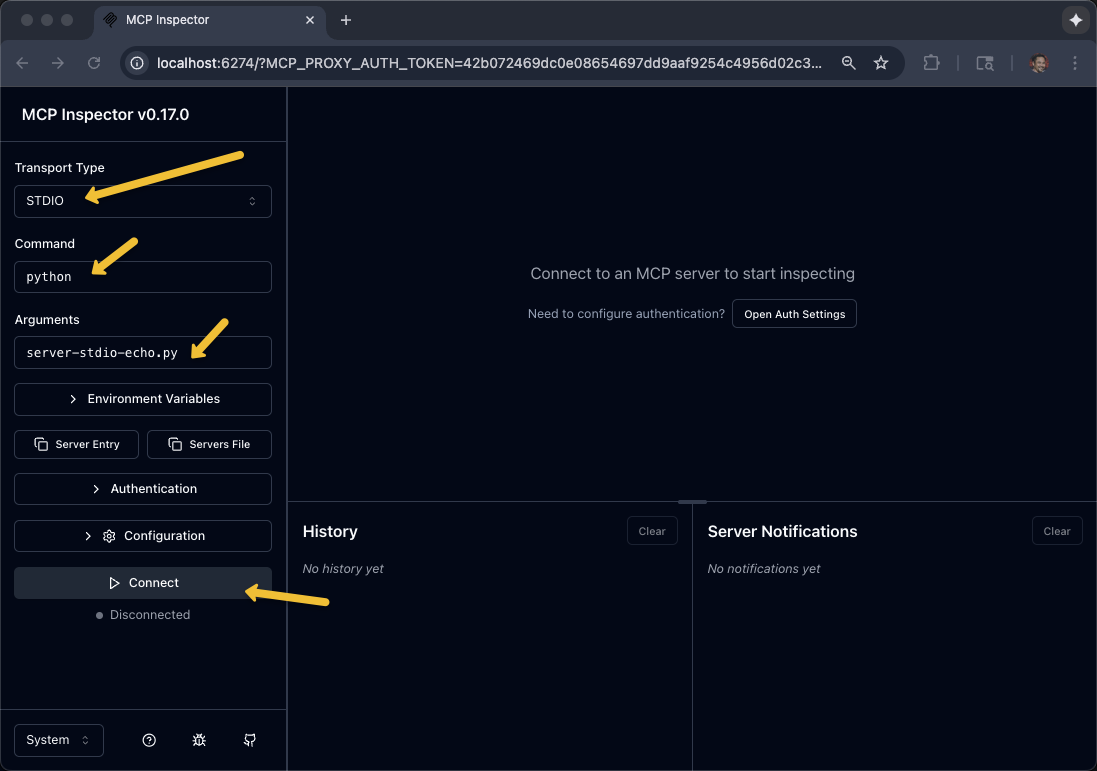 MCP Inspector
localhost:6274/?MCP_PROXY_AUTH_TOKEN=42b072469dc0e08654697dd9aaf9254c4956d02c3...
MCP Inspector v0.17.0
Transport Type
STDIO
Command
python
Arguments
server-stdio-echo.py
Environment Variables
Server Entry
Servers File
Authentication
Configuration
Connect
Disconnected
System
Connect to an MCP server to start inspecting
Need to configure authentication?
Open Auth Settings
History
Clear
No history yet
Server Notifications
Clear
No notifications yet